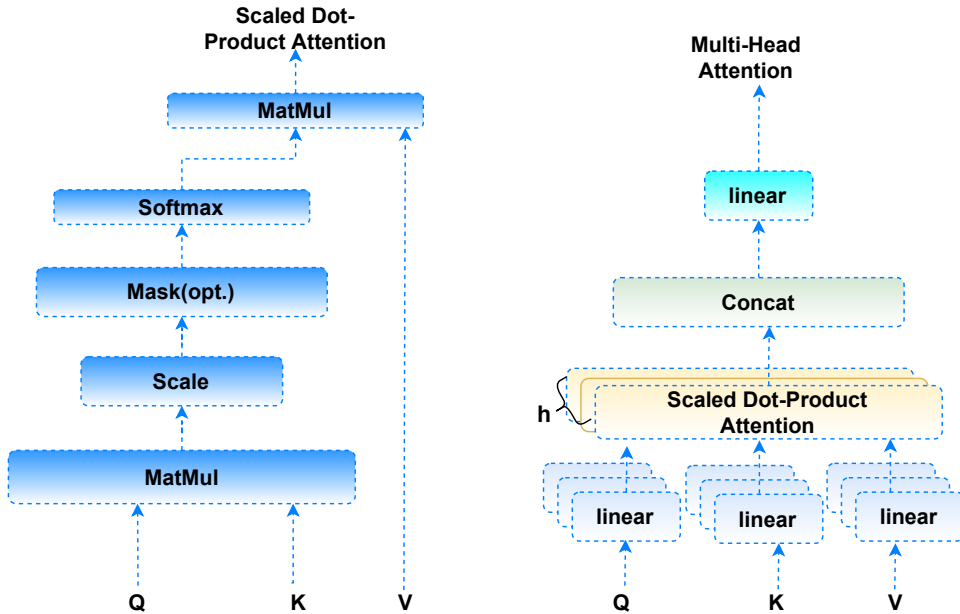 Scaled Dot-
Product Attention
MatMul
Softmax
Mask(opt.)
Scale
MatMul
Q K V
Multi-Head
Attention
linear
Concat
Scaled Dot-Product
Attention
h
linear linear linear
Q K V